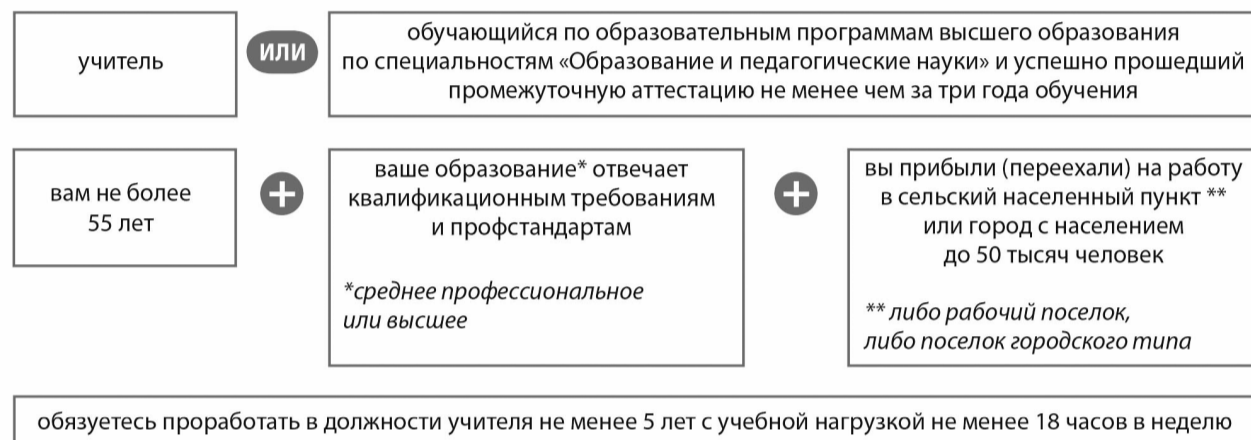 учитель
ИЛИ
обучающийся по образовательным программам высшего образования
по специальностям «Образование и педагогические науки» и успешно прошедший
промежуточную аттестацию не менее чем за три года обучения
вам не более
55 лет
+
ваше образование* отвечает
квалификационным требованиям
и профстандартам
*среднее профессиональное
или высшее
+
вы прибыли (переехали) на работу
в сельский населенный пункт **
или город с населением
до 50 тысяч человек
** либо рабочий поселок,
либо поселок городского типа
обязуетесь проработать в должности учителя не менее 5 лет с учебной нагрузкой не менее 18 часов в неделю